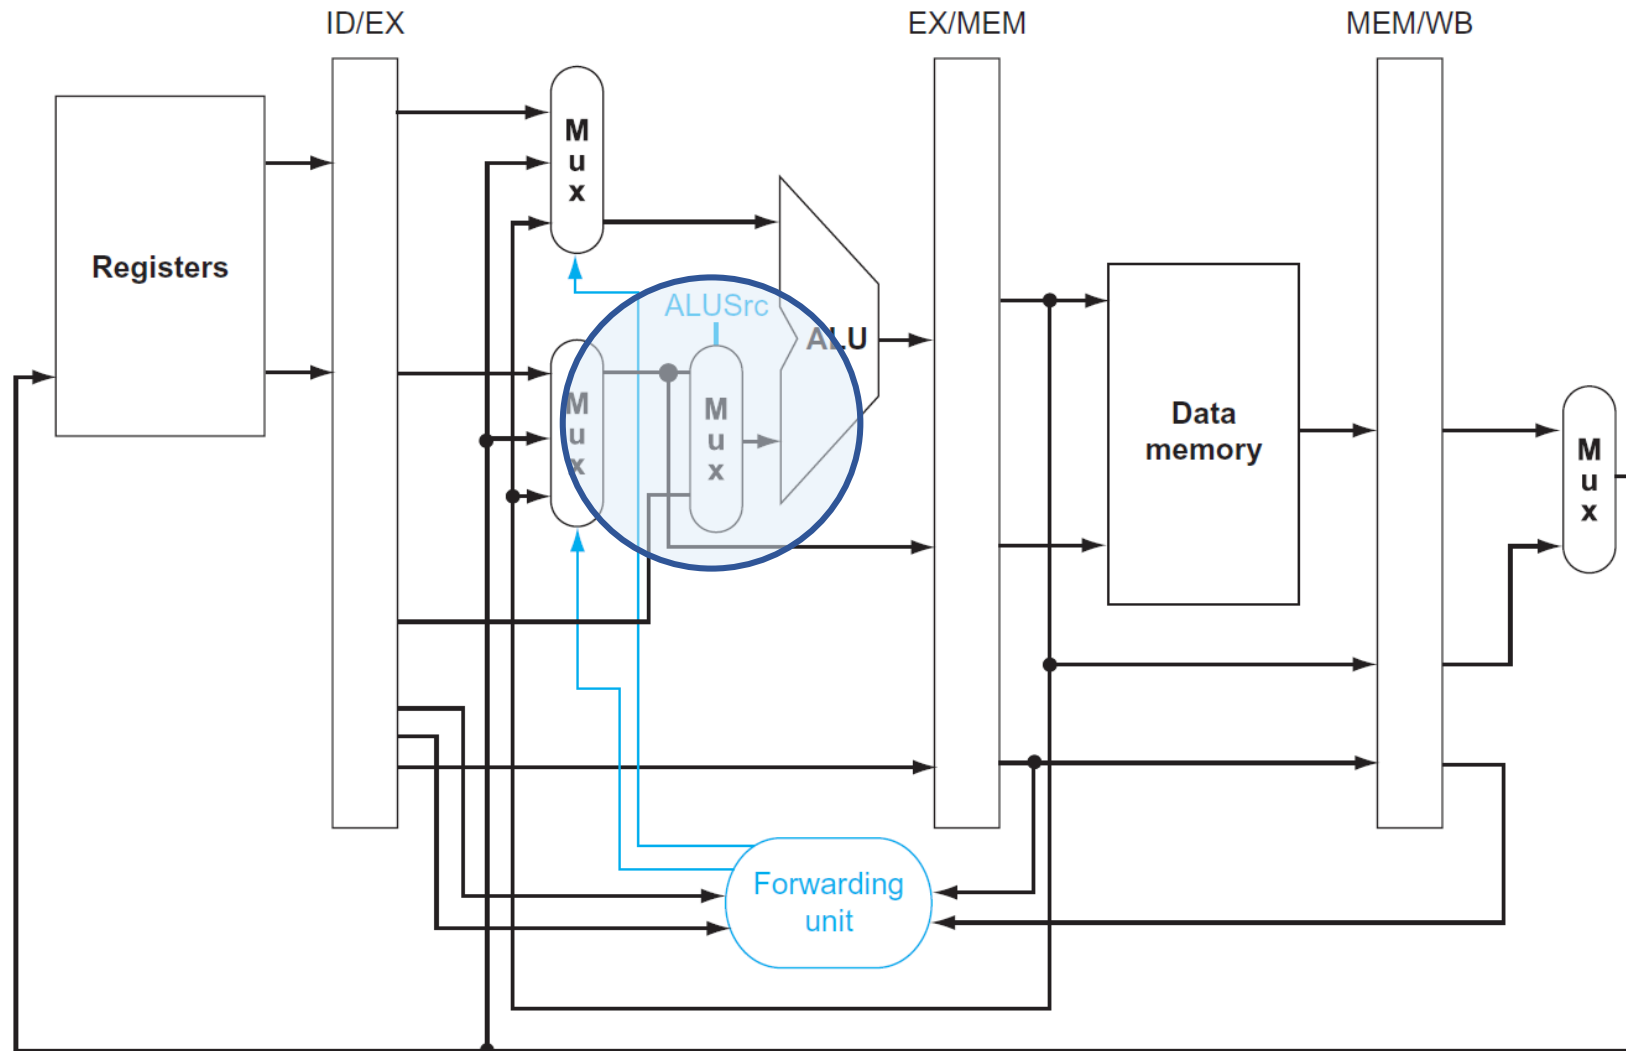 ID/EX
EX/MEM
MEM/WB
M
u
x
Registers
ALUSrc
ALU
M
u
x
M
u
x
Data
memory
M
u
x
Forwarding
unit